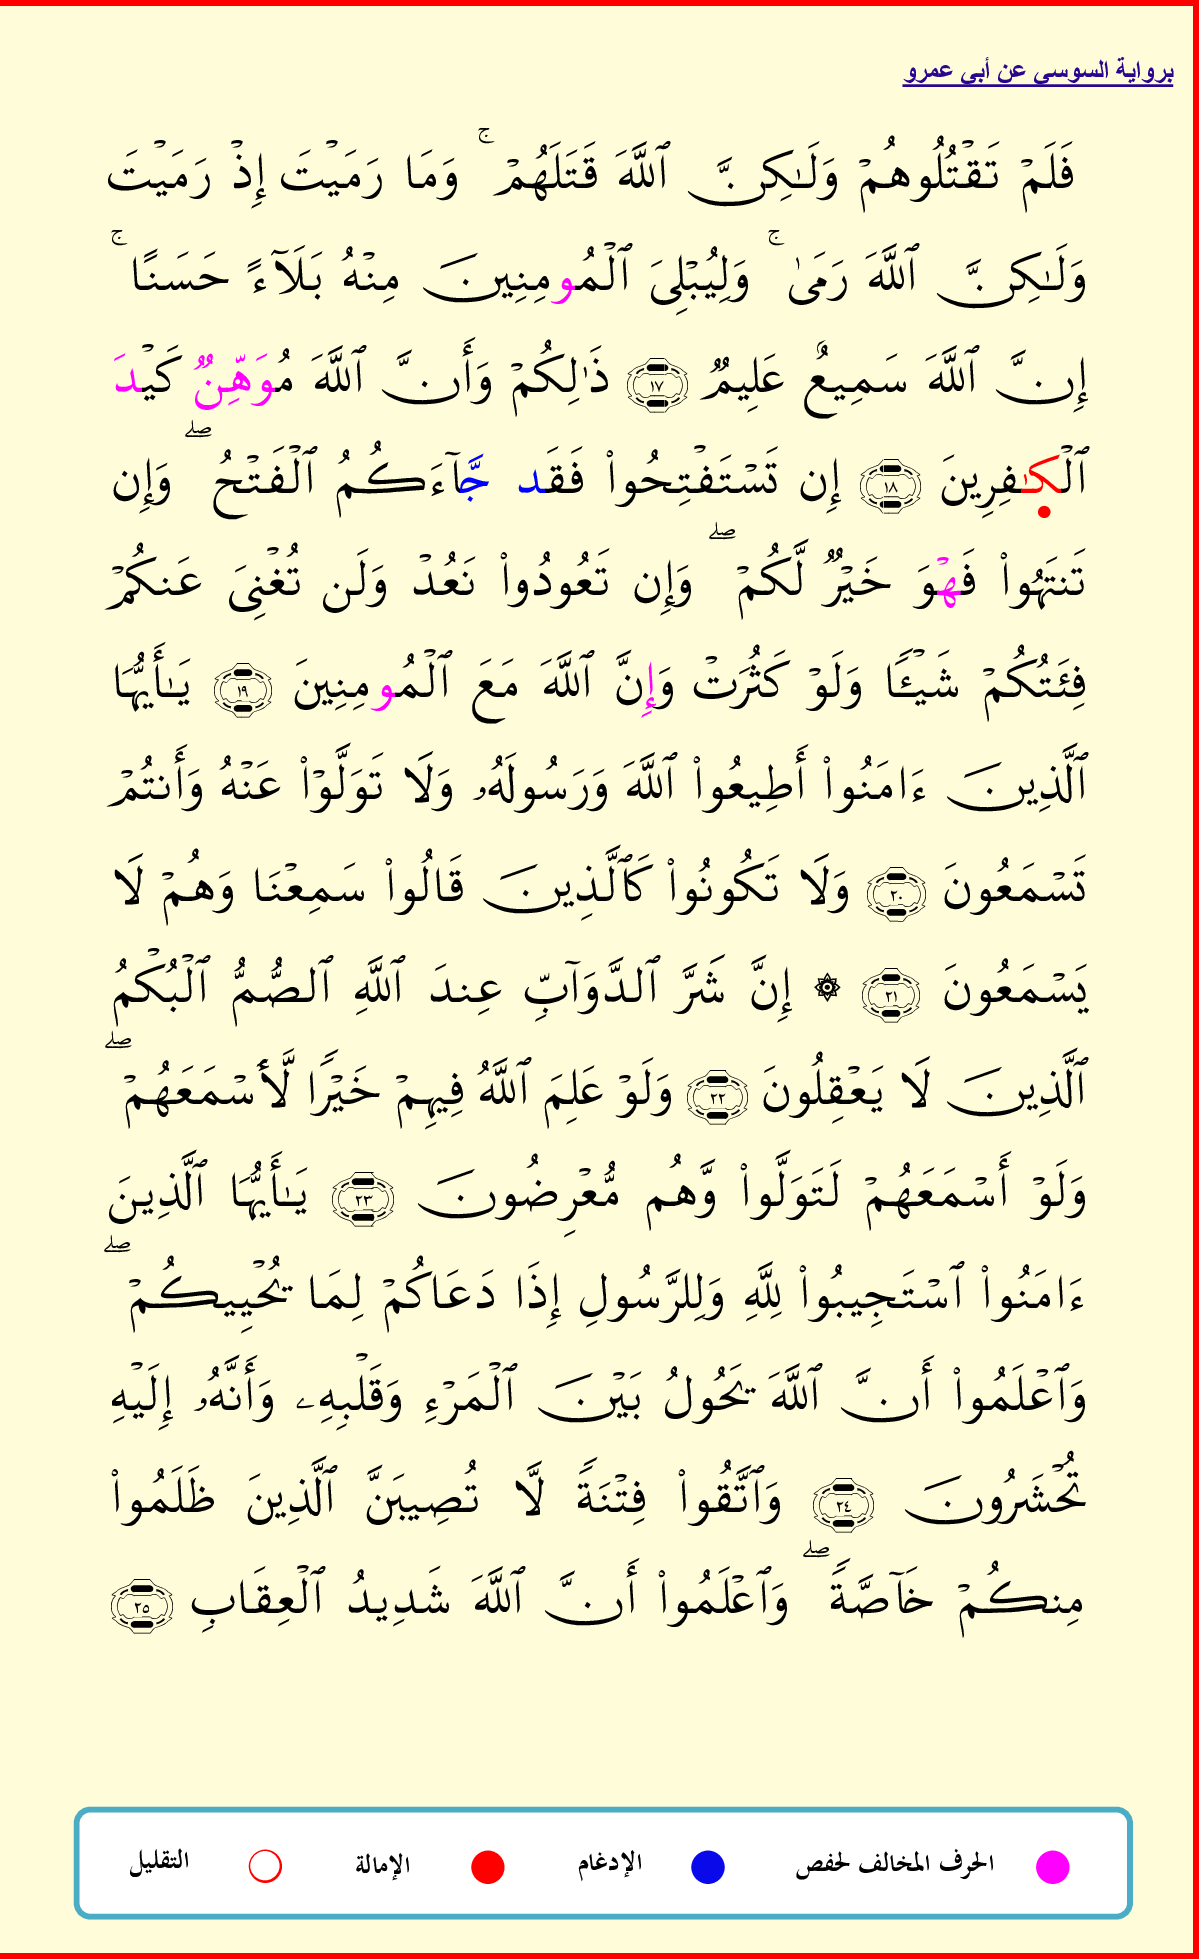 برواية السوسي عن أبي عمرو
فَلَمْ تَقْتُلُوهُمْ وَلَٰكِنَّ ٱللَّهَ قَتَلَهُمْ ۚ وَمَا رَمَيْتَ إِذْ رَمَيْتَ
وَلَٰكِنَّ ٱللَّهَ رَمَىٰ ۚ وَلِيُبْلِىَ ٱلْمُومِنِينَ مِنْهُ بَلَآءً حَسَنًا ۚ
إِنَّ ٱللَّهَ سَمِيعٌ عَلِيمٌ ١٧ ذَٰلِكُمْ وَأَنَّ ٱللَّهَ مُوَهِّنٌ كَيْدَ
ٱلْكَٰفِرِينَ ١٨ إِن تَسْتَفْتِحُوا۟ فَقَد جَّآءَكُمُ ٱلْفَتْحُ ۖ وَإِن
تَنتَهُوا۟ فَهْوَ خَيْرٌ لَّكُمْ ۖ وَإِن تَعُودُوا۟ نَعُدْ وَلَن تُغْنِىَ عَنكُمْ
فِئَتُكُمْ شَيْـًٔا وَلَوْ كَثُرَتْ وَإِنَّ ٱللَّهَ مَعَ ٱلْمُومِنِينَ ١٩ يَٰٓأَيُّهَا
ٱلَّذِينَ ءَامَنُوا۟ أَطِيعُوا۟ ٱللَّهَ وَرَسُولَهُۥ وَلَا تَوَلَّوْا۟ عَنْهُ وَأَنتُمْ
تَسْمَعُونَ ٢٠ وَلَا تَكُونُوا۟ كَٱلَّذِينَ قَالُوا۟ سَمِعْنَا وَهُمْ لَا
يَسْمَعُونَ ٢١ ۞ إِنَّ شَرَّ ٱلدَّوَآبِّ عِندَ ٱللَّهِ ٱلصُّمُّ ٱلْبُكْمُ
ٱلَّذِينَ لَا يَعْقِلُونَ ٢٢ وَلَوْ عَلِمَ ٱللَّهُ فِيهِمْ خَيْرًا لَّأَسْمَعَهُمْ ۖ
وَلَوْ أَسْمَعَهُمْ لَتَوَلَّوا۟ وَّهُم مُّعْرِضُونَ ٢٣ يَٰٓأَيُّهَا ٱلَّذِينَ
ءَامَنُوا۟ ٱسْتَجِيبُوا۟ لِلَّهِ وَلِلرَّسُولِ إِذَا دَعَاكُمْ لِمَا يُحْيِيكُمْ ۖ
وَٱعْلَمُوا۟ أَنَّ ٱللَّهَ يَحُولُ بَيْنَ ٱلْمَرْءِ وَقَلْبِهِۦ وَأَنَّهُۥ إِلَيْهِ
تُحْشَرُونَ ٢٤ وَٱتَّقُوا۟ فِتْنَةً لَّا تُصِيبَنَّ ٱلَّذِينَ ظَلَمُوا۟
مِنكُمْ خَآصَّةً ۖ وَٱعْلَمُوا۟ أَنَّ ٱللَّهَ شَدِيدُ ٱلْعِقَابِ ٢٥
الحرف المخالف لحفص الإدغام الإمالة التقليل